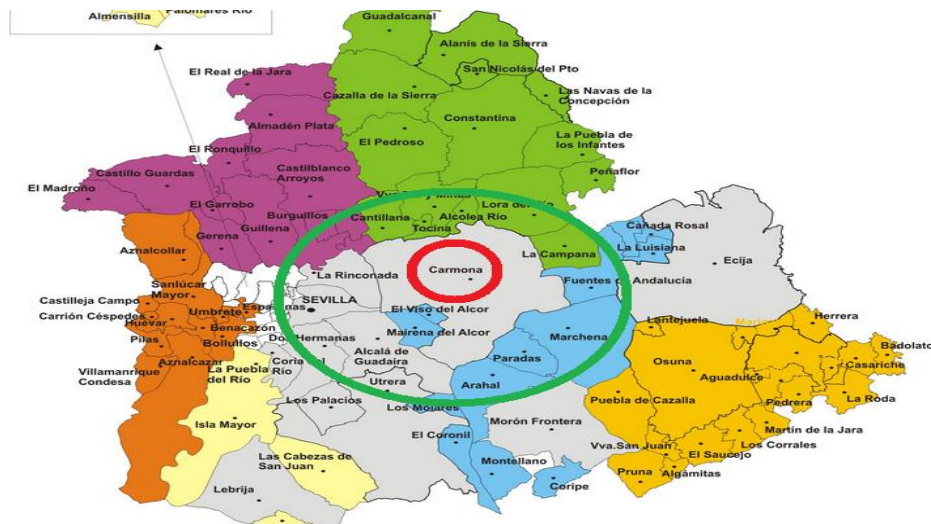 Palomares Río
Almensilla
Guadalcanal
Alanís de la Sierra
San Nicolás del Pto
El Real de la Jara
Cazalla de la Sierra
Las Navas de la
Concepción
Constantina
Almadén Plata
La Puebla de
los Infantes
El Pedroso
El Ronquillo
Castillo Guardas
Castilblanco
Arroyos
Peñaflor
El Madroño
El Garrobo
Lora del Río
Burguillos
Cantillana
Alcolea Río
Guillena
Tocina
Gerena
Cañada Rosal
La Luisiana
Aznalcollar
La Campana
Ecija
Carmona
La Rinconada
Fuentes de Andalucía
Sanlúcar
Mayor
Castilleja Campo
SEVILLA
Umbrete
El Viso del Alcor
Carrión Céspedes
Huévar
Benacazón
Mairena del Alcor
Lantejuela
Herrera
Pilas
Bollullos
Dos Hermanas
Marchena
Badolato
Alcalá de
Guadaira
Paradas
Osuna
Casariche
Aznalcazar
Coria del
Río
Villamanrique
Condesa
La Puebla
del Río
Aguadulce
Utrera
Arahal
Puebla de Cazalla
Pedrera
La Roda
Los Palacios
Los Molares
Isla Mayor
Morón Frontera
Martín de la Jara
El Coronil
Vva.San Juan
Los Corrales
El Saucejo
Las Cabezas de
San Juan
Montellano
Pruna
Algámitas
Coripe
Lebrija